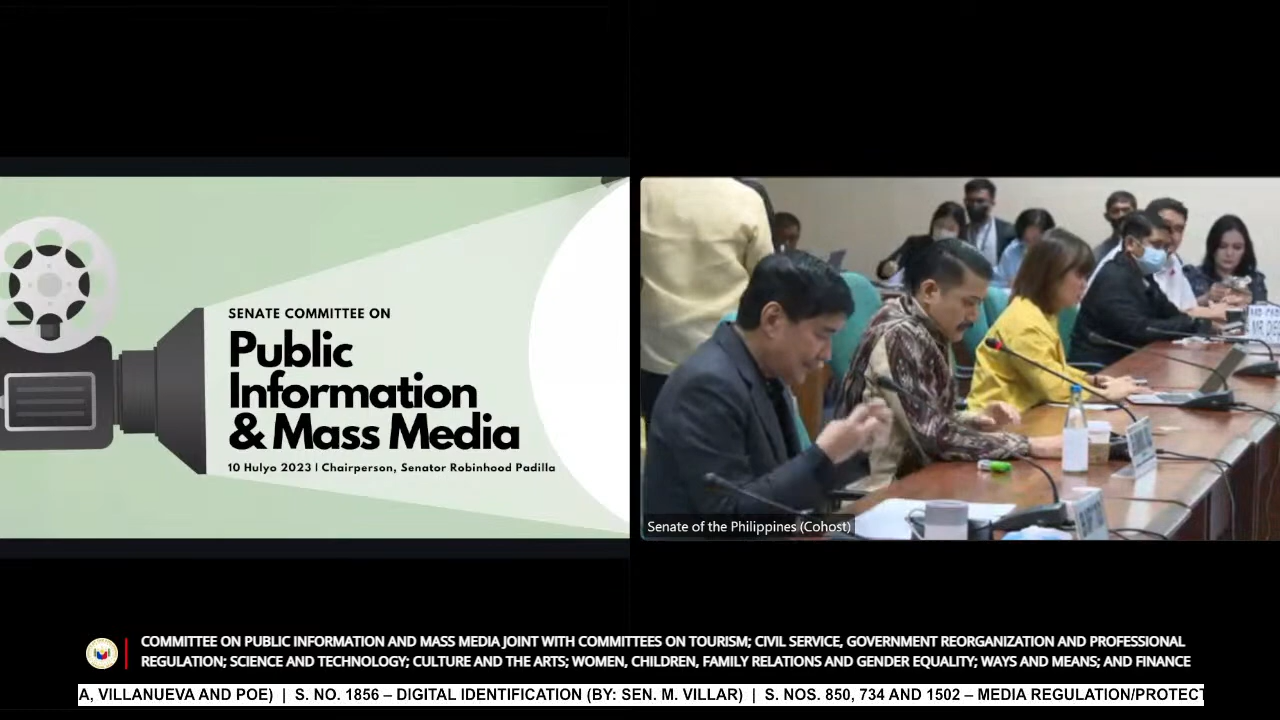 SENATE COMMITTEE ON
Public
Information
& Mass Media
10 Hulyo 2023 | Chairperson, Senator Robinhood Padilla
Senate of the Philippines (Cohost)
COMMITTEE ON PUBLIC INFORMATION AND MASS MEDIA JOINT WITH COMMITTEES ON TOURISM; CIVIL SERVICE, GOVERNMENT REORGANIZATION AND PROFESSIONAL
REGULATION; SCIENCE AND TECHNOLOGY; CULTURE AND THE ARTS; WOMEN, CHILDREN, FAMILY RELATIONS AND GENDER EQUALITY; WAYS AND MEANS; AND FINANCE
A, VILLANUEVA AND POE) | S. NO. 1856 – DIGITAL IDENTIFICATION (BY: SEN. M. VILLAR) | S. NOS. 850, 734 AND 1502 – MEDIA REGULATION/PROTECT